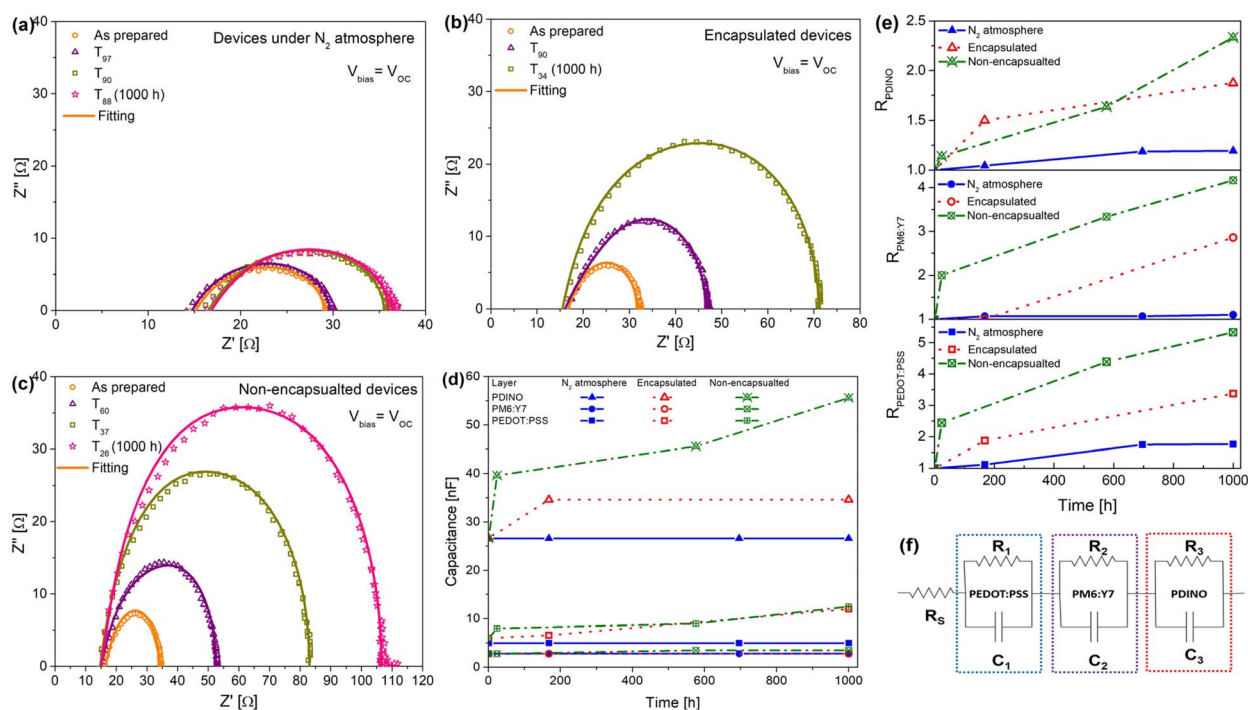 (a)
40
30
20
10
0
Z'' [Ω]
As prepared
T97
T90
T88 (1000 h)
Fitting
Devices under N2 atmosphere
Vbias= VOC
0 10 20 30 40
Z' [Ω]
(b)
40
30
20
10
0
Z'' [Ω]
As prepared
T90
T34 (1000 h)
Fitting
Encapsulated devices
Vbias= VOC
0 10 20 30 40 50 60 70 80
Z' [Ω]
(c)
40
35
30
25
20
15
10
5
0
Z'' [Ω]
As prepared
T60
T37
T26 (1000 h)
Fitting
Non-encapsualted devices
Vbias= VOC
0 10 20 30 40 50 60 70 80 90 100 110 120
Z' [Ω]
(d)
60
50
40
30
20
10
0
Capacitance [nF]
Layer N2 atmosphere Encapsulated Non-encapsualted
PDINO
PM6:Y7
PEDOT:PSS
0 200 400 600 800 1000
Time [h]
(e)
2.5
2.0
1.5
1.0
RPDINO
N2 atmosphere
Encapsulated
Non-encapsualted
4
3
2
1
RPM6:Y7
N2 atmosphere
Encapsulated
Non-encapsualted
5
4
3
2
1
RPEDOT:PSS
N2 atmosphere
Encapsulated
Non-encapsualted
0 200 400 600 800 1000
Time [h]
(f)
R1 R2 R3
RS PEDOT:PSS PM6:Y7 PDINO
C1 C2 C3